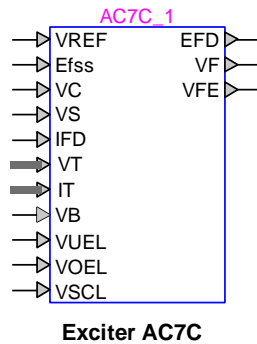 AC7C_1
VREF EFD
Efss VF
VC VFE
VS
IFD
VT
IT
VB
VUEL
VOEL
VSCL
Exciter AC7C